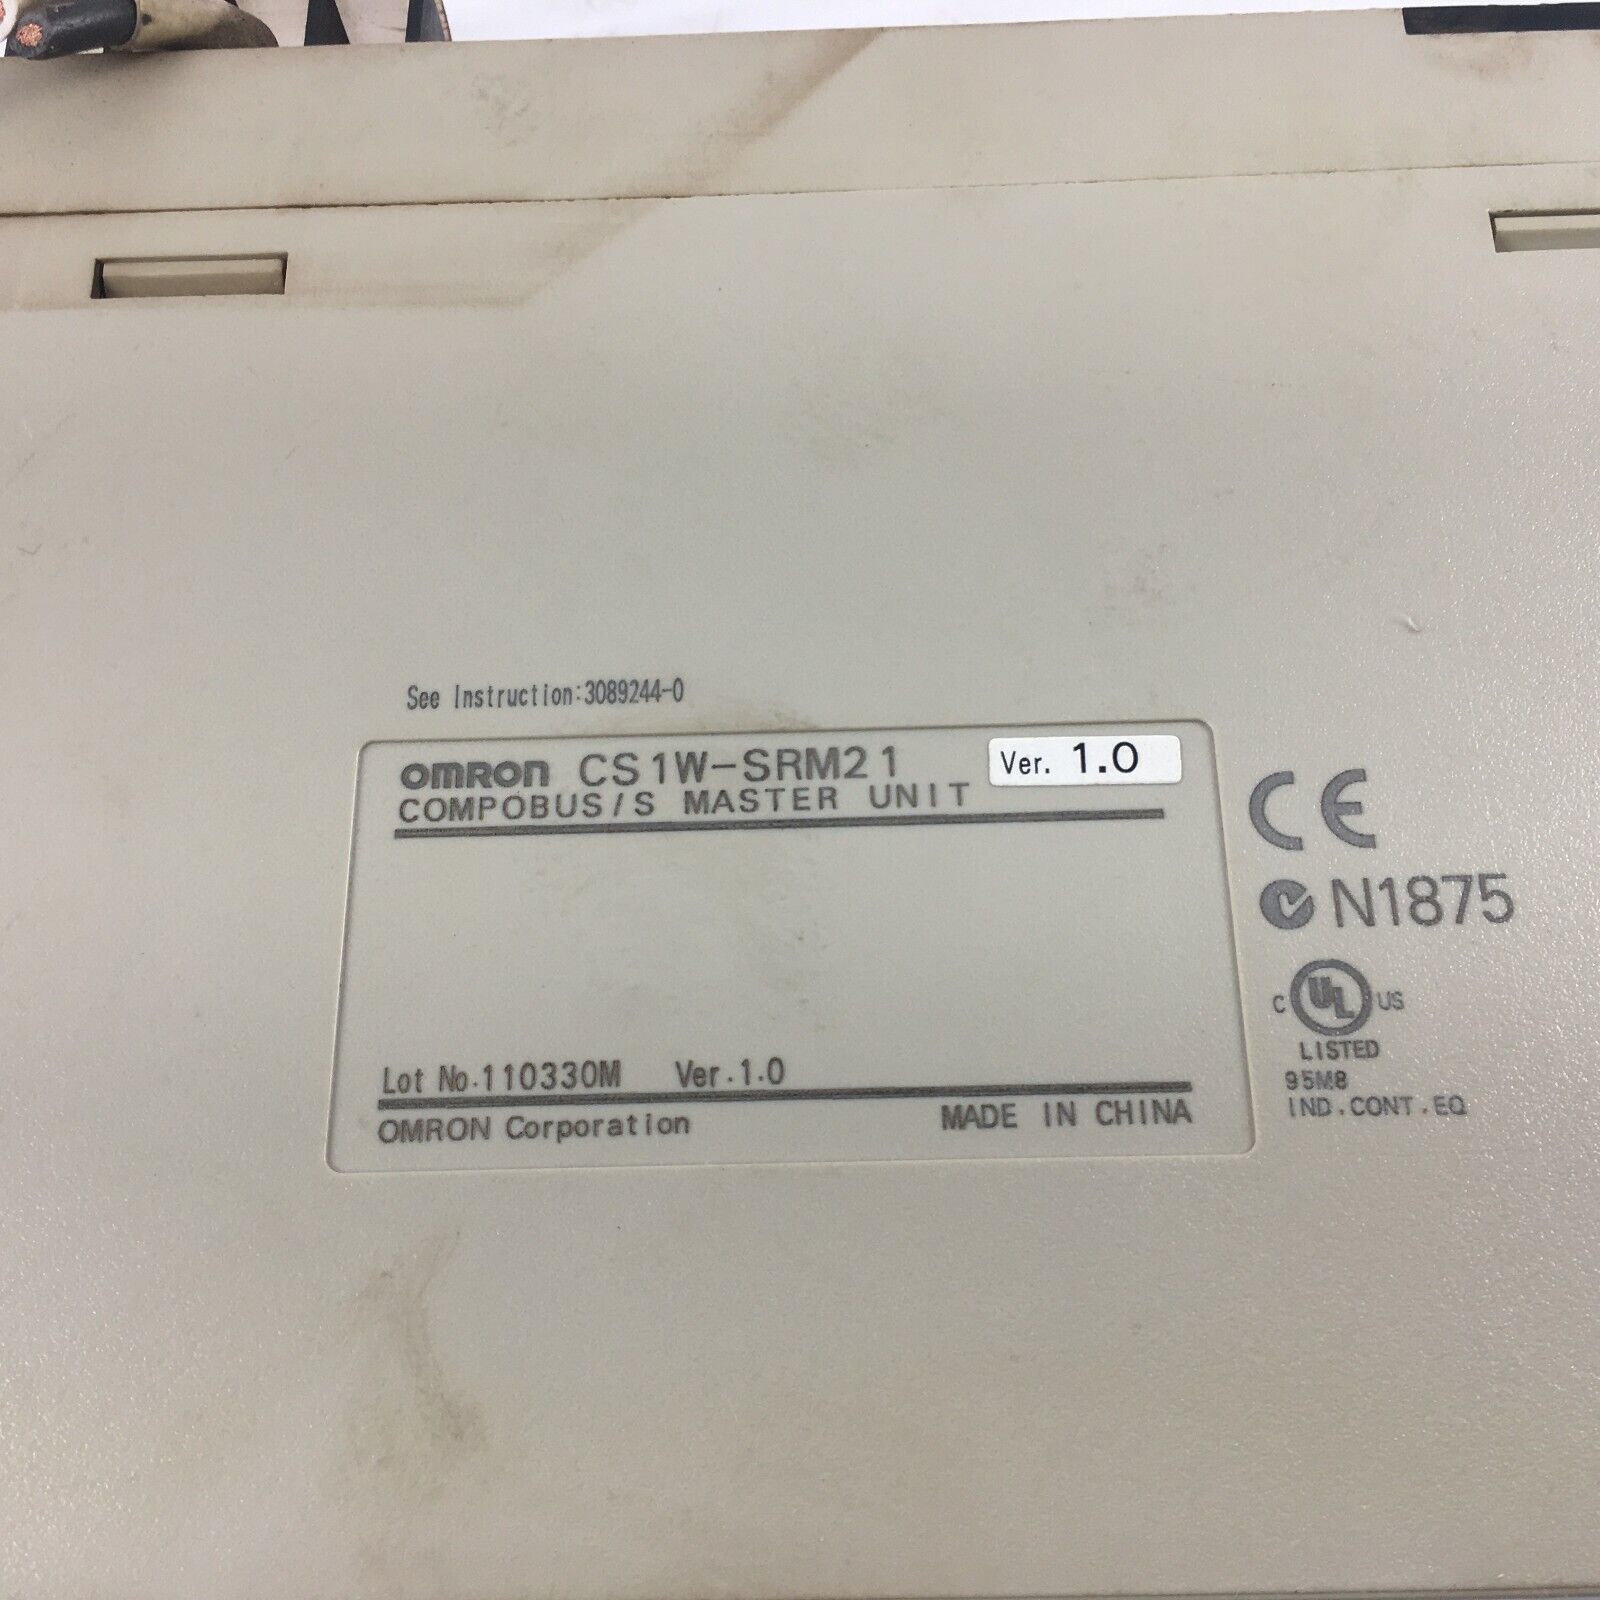 See Instruction:3089244-0
OMRON CS1W-SRM21 Ver. 1.0
COMPOBUS/S MASTER UNIT
Lot No.110330M Ver.1.0
OMRON Corporation MADE IN CHINA
CE
N1875
C UL US
LISTED
95M8
IND.CONT.EQ